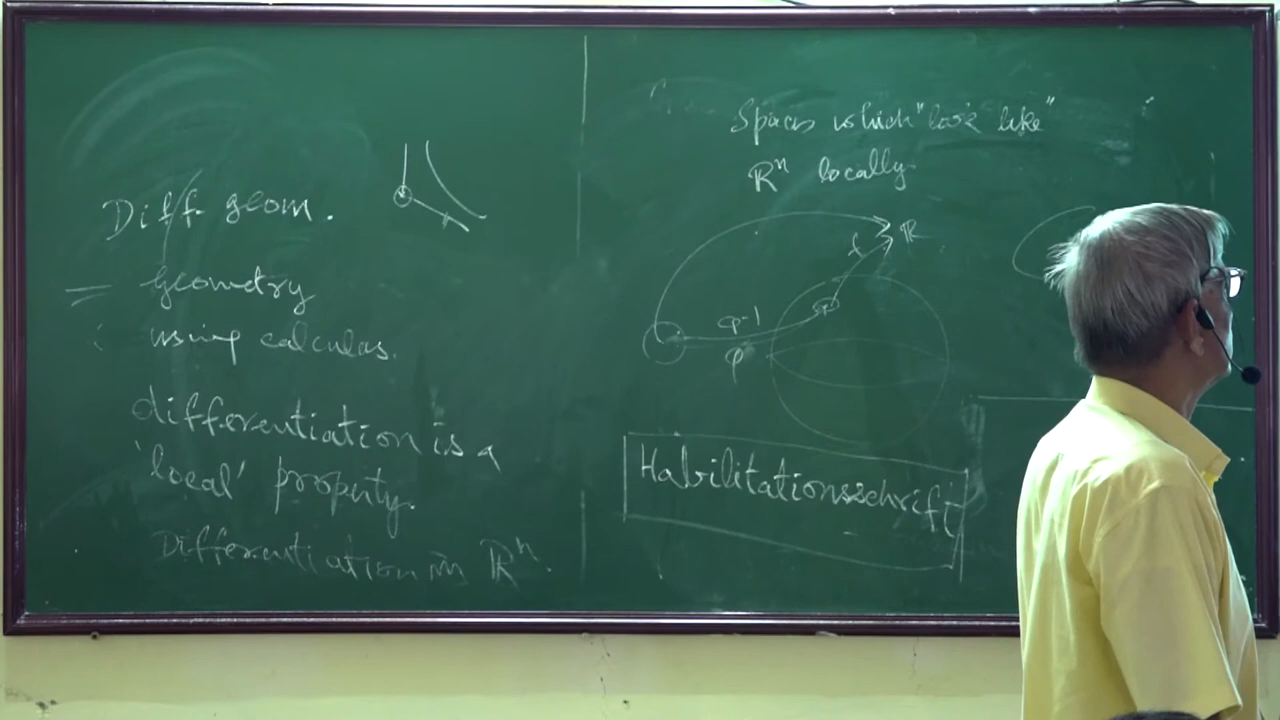 Diff. geom.
= geometry
using calculus.
differentiation is a
'local' property.
Differentiation in ℝⁿ.
Spaces which "look like"
ℝⁿ locally
ℝ
f
φ-1
φ
Habilitationsschrift